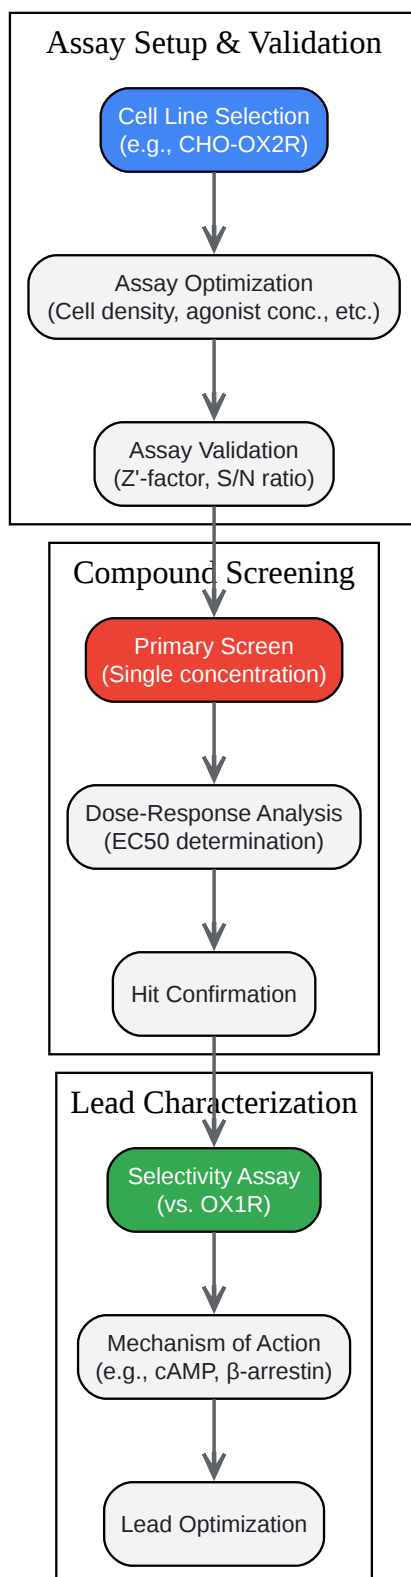 Assay Setup & Validation
Cell Line Selection
(e.g., CHO-OX2R)
Assay Optimization
(Cell density, agonist conc., etc.)
Assay Validation
(Z'-factor, S/N ratio)
Compound Screening
Primary Screen
(Single concentration)
Dose-Response Analysis
(EC50 determination)
Hit Confirmation
Lead Characterization
Selectivity Assay
(vs. OX1R)
Mechanism of Action
(e.g., cAMP, β-arrestin)
Lead Optimization